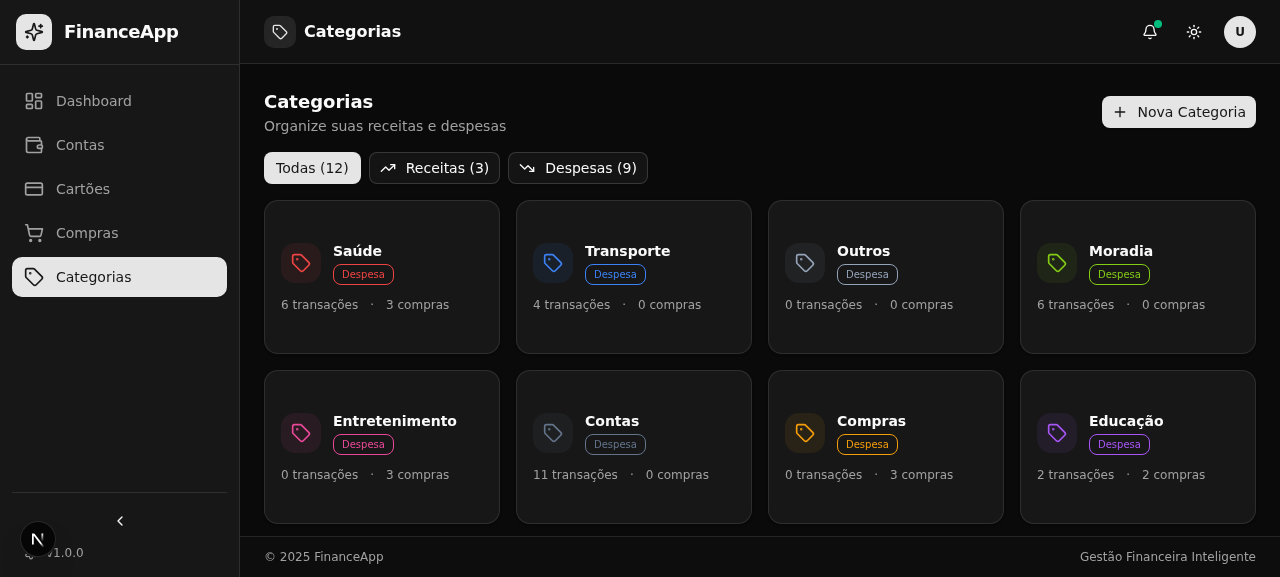 FinanceApp
Dashboard
Contas
Cartões
Compras
Categorias
v1.0.0
Categorias
U
Categorias
Organize suas receitas e despesas
Nova Categoria
Todas (12)
Receitas (3)
Despesas (9)
Saúde
Despesa
6 transações · 3 compras
Transporte
Despesa
4 transações · 0 compras
Outros
Despesa
0 transações · 0 compras
Moradia
Despesa
6 transações · 0 compras
Entretenimento
Despesa
0 transações · 3 compras
Contas
Despesa
11 transações · 0 compras
Compras
Despesa
0 transações · 3 compras
Educação
Despesa
2 transações · 2 compras
© 2025 FinanceApp
Gestão Financeira Inteligente